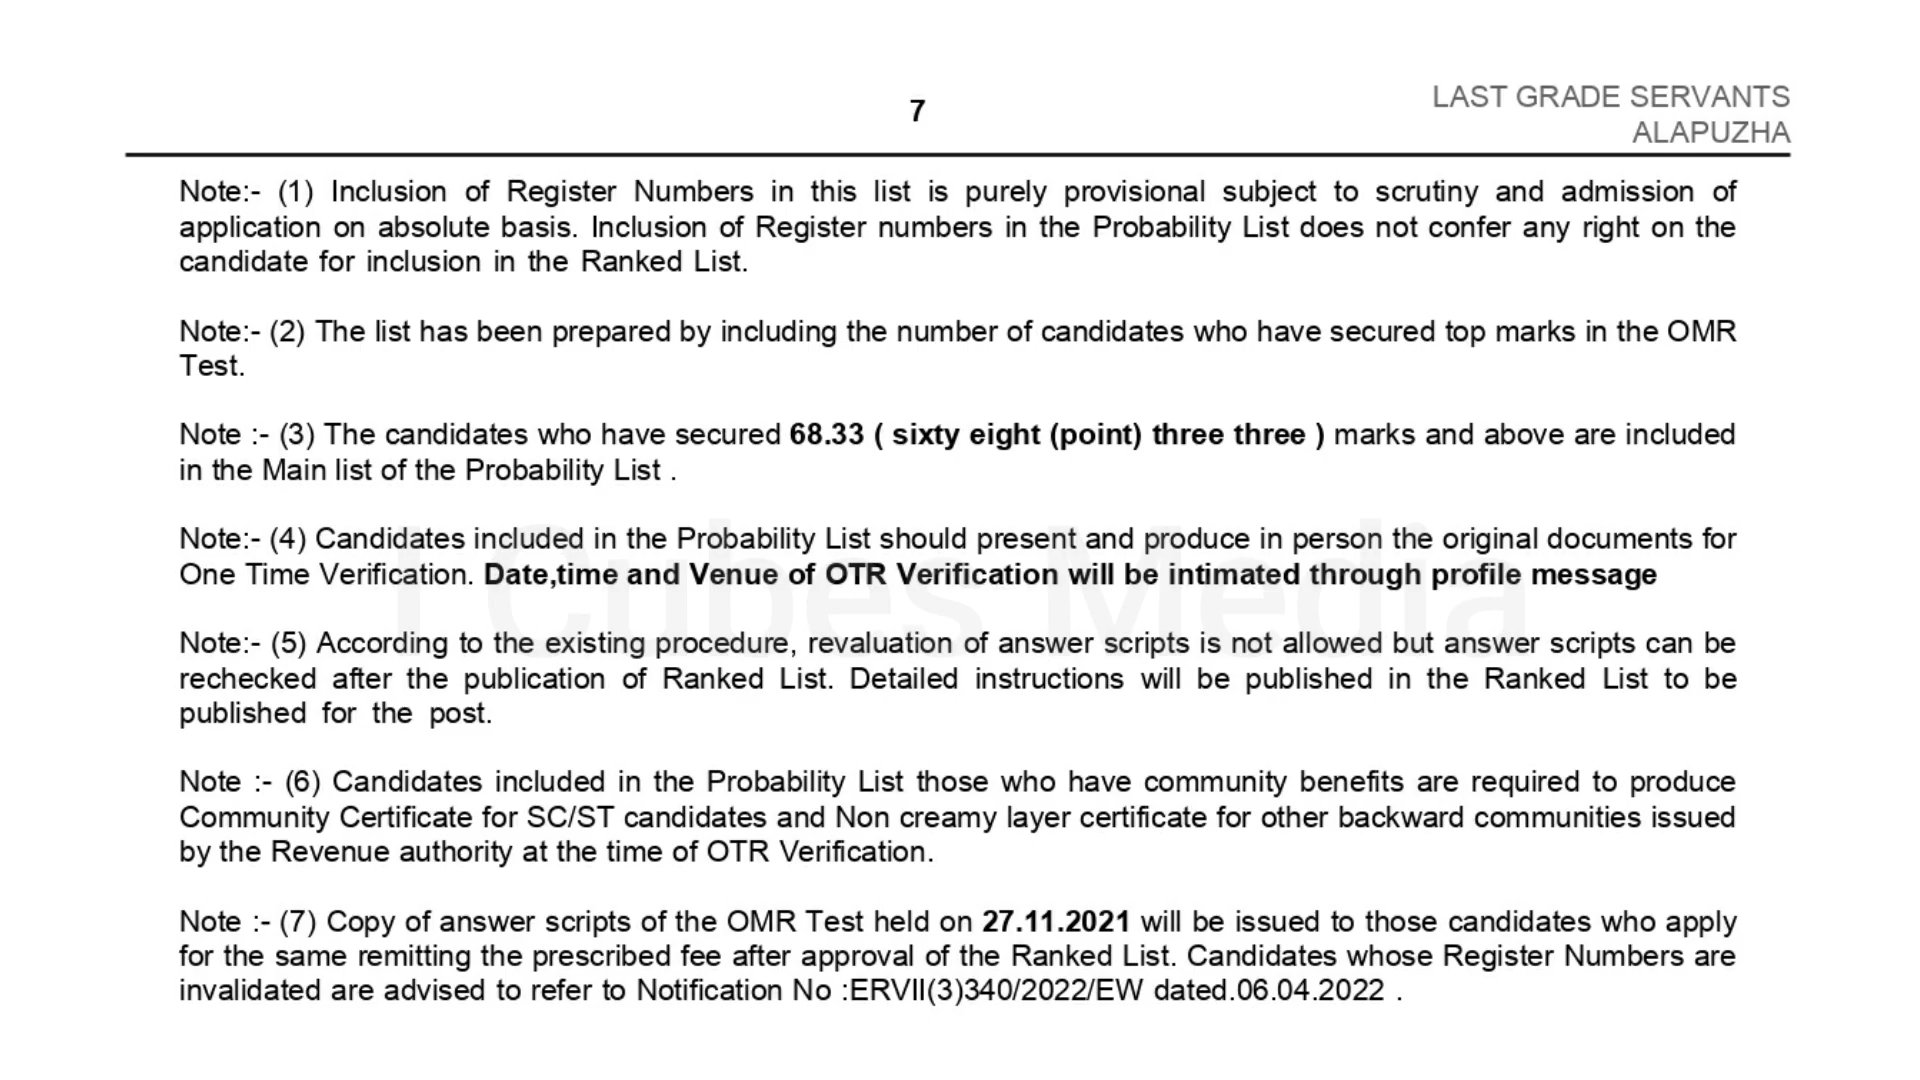 LAST GRADE SERVANTS
7
ALAPUZHA
Note:- (1) Inclusion of Register Numbers in this list is purely provisional subject to scrutiny and admission of
application on absolute basis. Inclusion of Register numbers in the Probability List does not confer any right on the
candidate for inclusion in the Ranked List.
Note:- (2) The list has been prepared by including the number of candidates who have secured top marks in the OMR
Test.
Note :- (3) The candidates who have secured 68.33 ( sixty eight (point) three three ) marks and above are included
in the Main list of the Probability List .
Note:- (4) Candidates included in the Probability List should present and produce in person the original documents for
One Time Verification. Date,time and Venue of OTR Verification will be intimated through profile message
I Cubes Media
Note:- (5) According to the existing procedure, revaluation of answer scripts is not allowed but answer scripts can be
rechecked after the publication of Ranked List. Detailed instructions will be published in the Ranked List to be
published for the post.
Note :- (6) Candidates included in the Probability List those who have community benefits are required to produce
Community Certificate for SC/ST candidates and Non creamy layer certificate for other backward communities issued
by the Revenue authority at the time of OTR Verification.
Note :- (7) Copy of answer scripts of the OMR Test held on 27.11.2021 will be issued to those candidates who apply
for the same remitting the prescribed fee after approval of the Ranked List. Candidates whose Register Numbers are
invalidated are advised to refer to Notification No :ERVII(3)340/2022/EW dated.06.04.2022 .